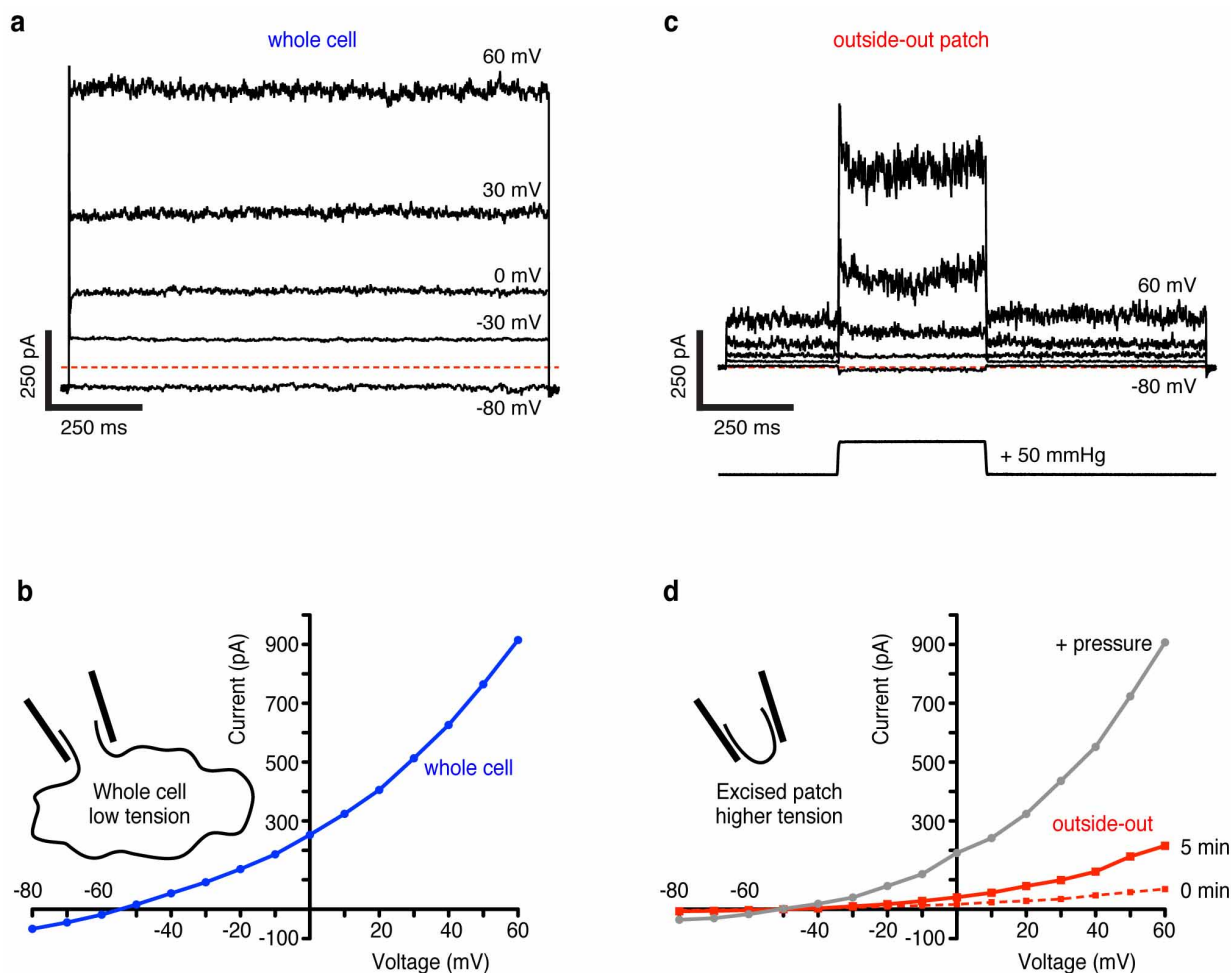 a
whole cell
60 mV
30 mV
0 mV
-30 mV
-80 mV
250 pA
250 ms
c
outside-out patch
60 mV
-80 mV
250 pA
250 ms
+ 50 mmHg
b
Current (pA)
900
700
500
300
-100
whole cell
Whole cell
low tension
-80
-60
-40
-20
20
40
60
Voltage (mV)
d
Current (pA)
900
700
500
300
-100
+ pressure
Excised patch
higher tension
outside-out
5 min
0 min
-80
-60
-40
-20
20
40
60
Voltage (mV)